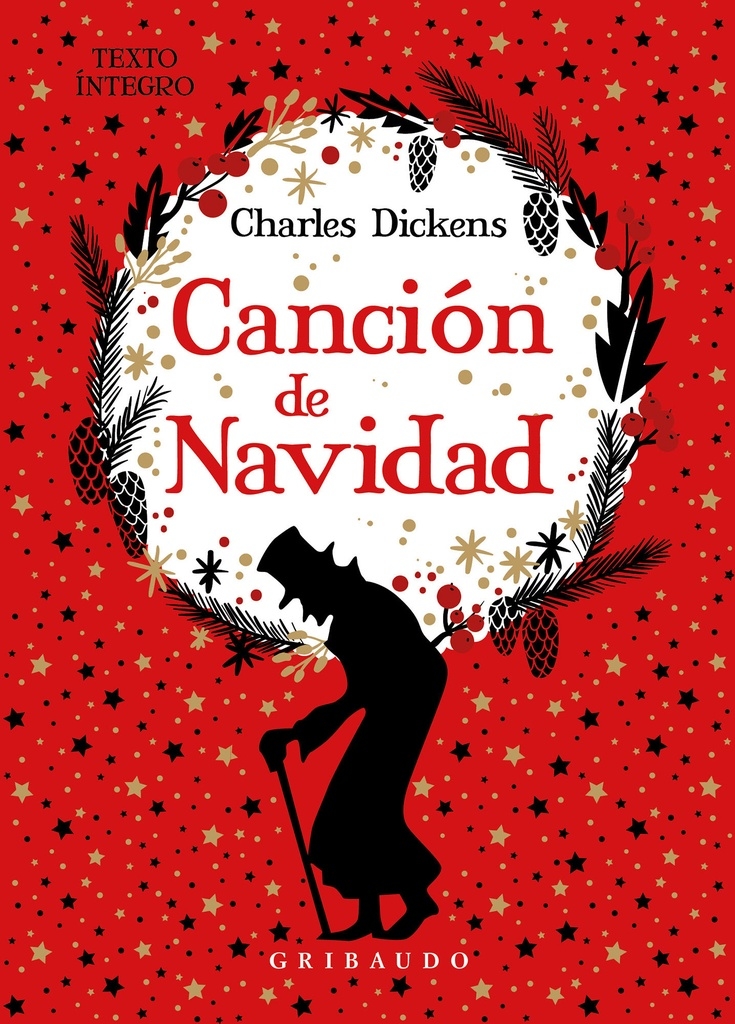 TEXTO
ÍNTEGRO
Charles Dickens
Canción
de
Navidad
GRIBAUDO